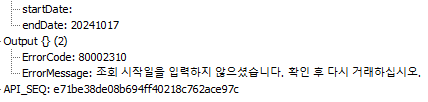 startDate:
endDate: 20241017
Output {} (2)
ErrorCode: 80002310
ErrorMessage: 조회 시작일을 입력하지 않으셨습니다. 확인 후 다시 거래하십시오.
API_SEQ: e71be38de08b694ff40218c762ace97c